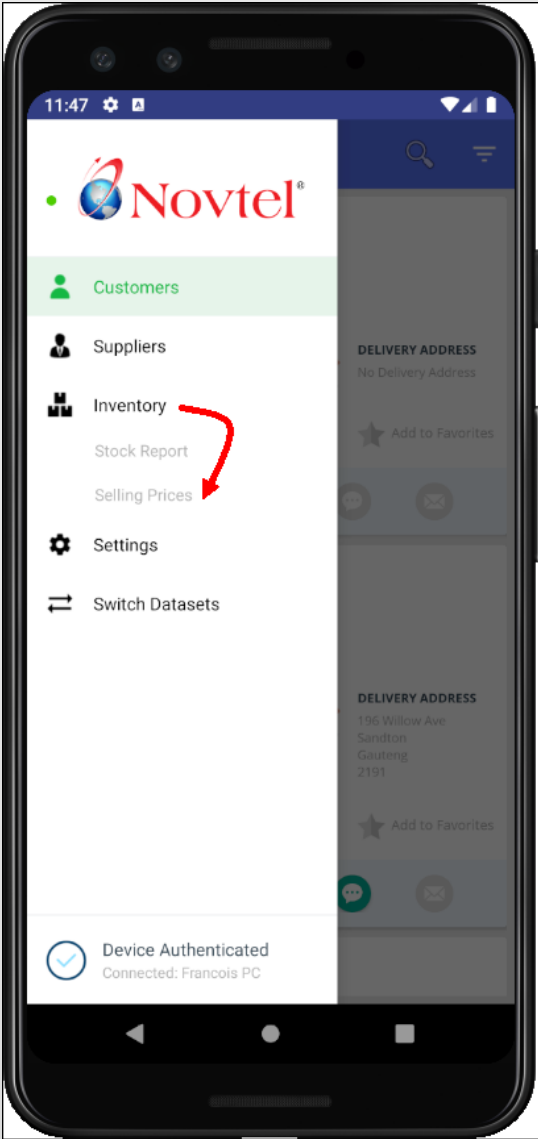 11:47
A
Novtel®
Customers
Suppliers
Inventory
Stock Report
Selling Prices
Settings
Switch Datasets
Device Authenticated
Connected: Francois PC
DELIVERY ADDRESS
No Delivery Address
Add to Favorites
DELIVERY ADDRESS
196 Willow Ave
Sandton
Gauteng
2191
Add to Favorites